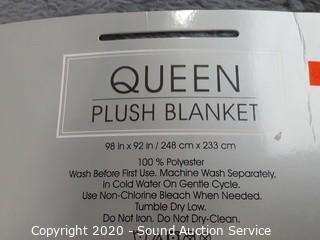 QUEEN
PLUSH BLANKET
98 in x 92 in / 248 cm x 233 cm
100 % Polyester
Wash Before First Use. Machine Wash Separately,
In Cold Water On Gentle Cycle.
Use Non-Chlorine Bleach When Needed.
Tumble Dry Low.
Do Not Iron. Do Not Dry-Clean.
Copyright 2020 - Sound Auction Service